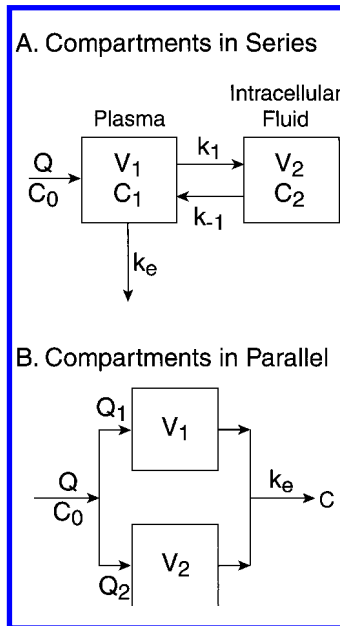 A. Compartments in Series
Intracellular
Plasma Fluid
Q
C₀
V₁
C₁
k₁
k₋₁
V₂
C₂
kₑ
B. Compartments in Parallel
Q₁
V₁
Q
C₀
kₑ
C
Q₂
V₂